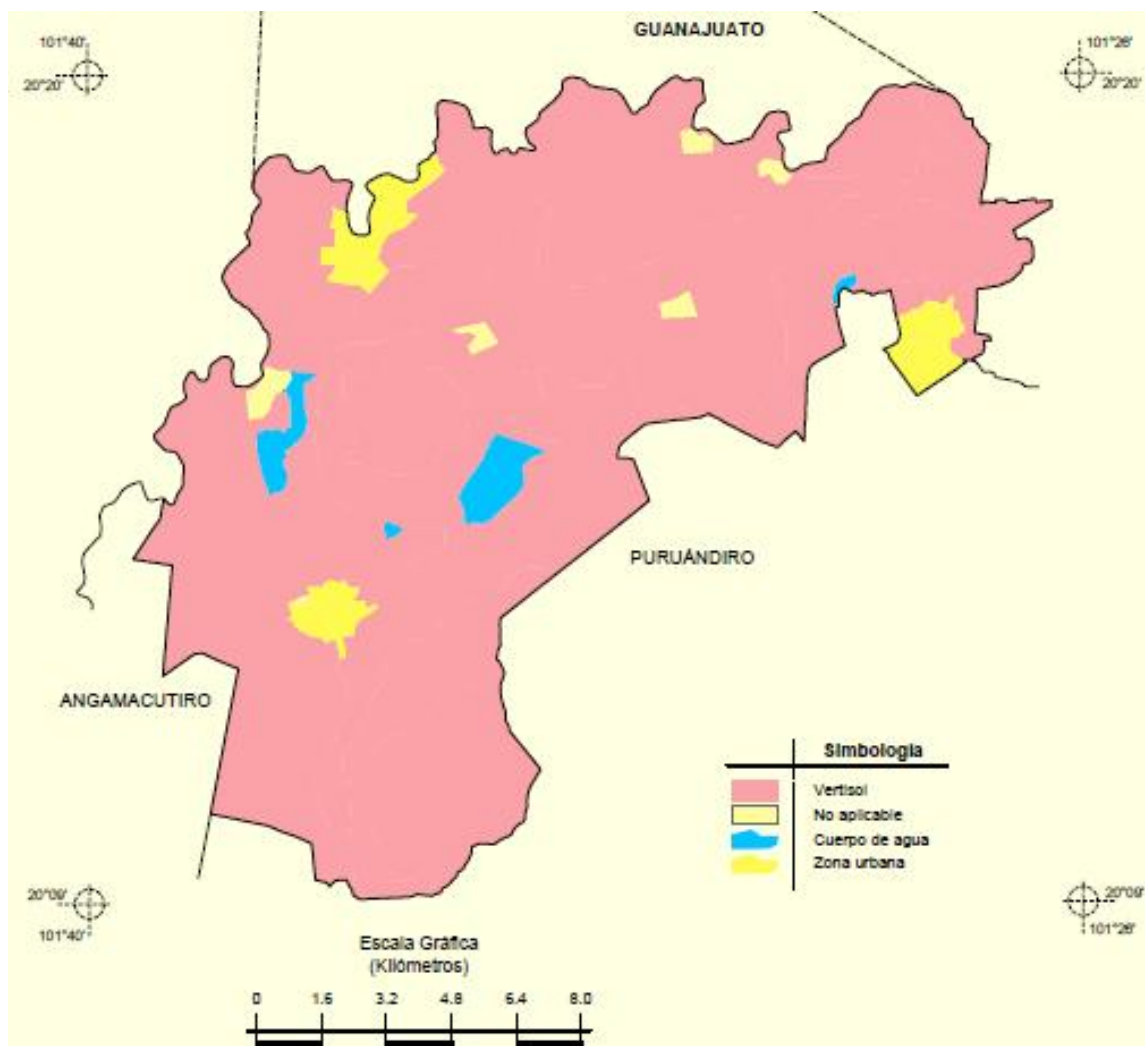 GUANAJUATO
101°40'
20°20'
101°26'
20°20'
PURUÁNDIRO
ANGAMACUTIRO
Simbología
Vertisol
No aplicable
Cuerpo de agua
Zona urbana
20°09'
101°40'
20°09'
101°26'
Escala Gráfica
(Kilómetros)
0 1.6 3.2 4.8 6.4 8.0